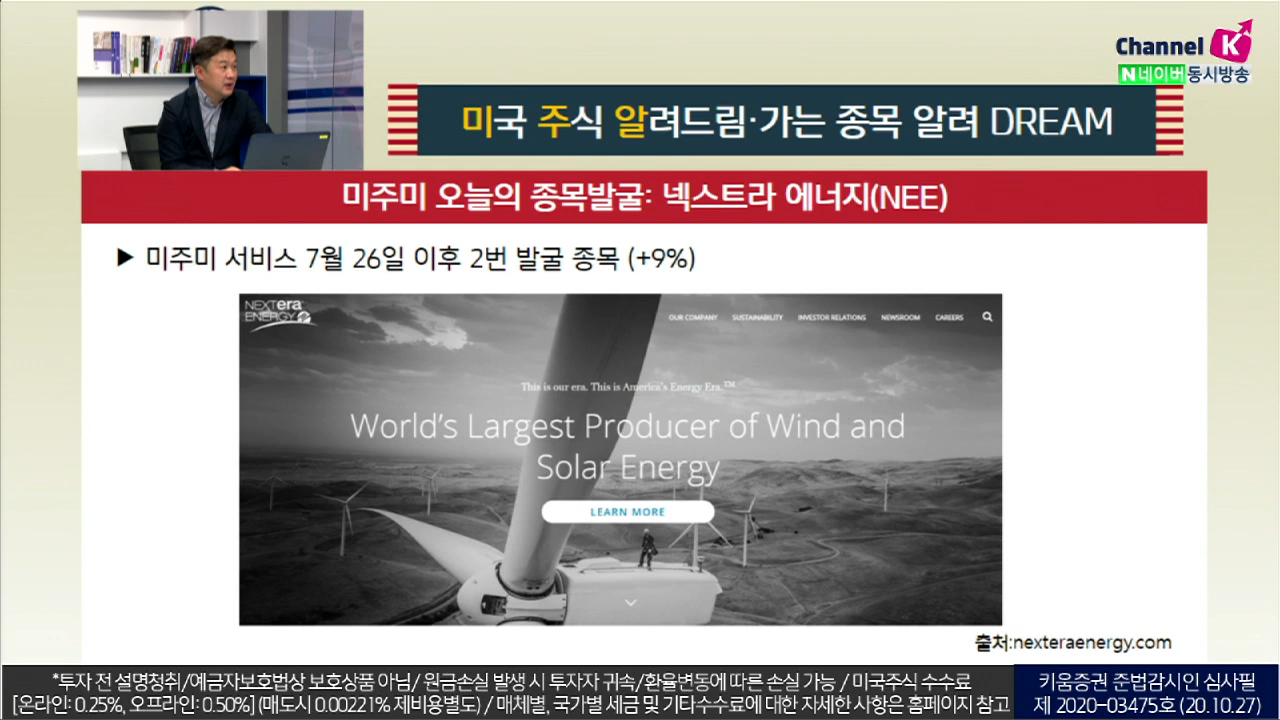 Channel K
N 네이버 동시방송
미국 주식 알려드림·가는 종목 알려 DREAM
미주미 오늘의 종목발굴: 넥스트라 에너지(NEE)
▶ 미주미 서비스 7월 26일 이후 2번 발굴 종목 (+9%)
NEXTera ENERGY
OUR COMPANY SUSTAINABILITY INVESTOR RELATIONS NEWSROOM CAREERS
This is our era. This is America's Energy Era.™
World's Largest Producer of Wind and
Solar Energy
LEARN MORE
출처:nexteraenergy.com
*투자 전 설명청취/예금자보호법상 보호상품 아님/ 원금손실 발생 시 투자자 귀속/환율변동에 따른 손실 가능 / 미국주식 수수료
[온라인: 0.25%, 오프라인: 0.50%] (매도시 0.00221% 제비용별도) / 매체별, 국가별 세금 및 기타수수료에 대한 자세한 사항은 홈페이지 참고
키움증권 준법감시인 심사필
제 2020-03475호 (20.10.27)